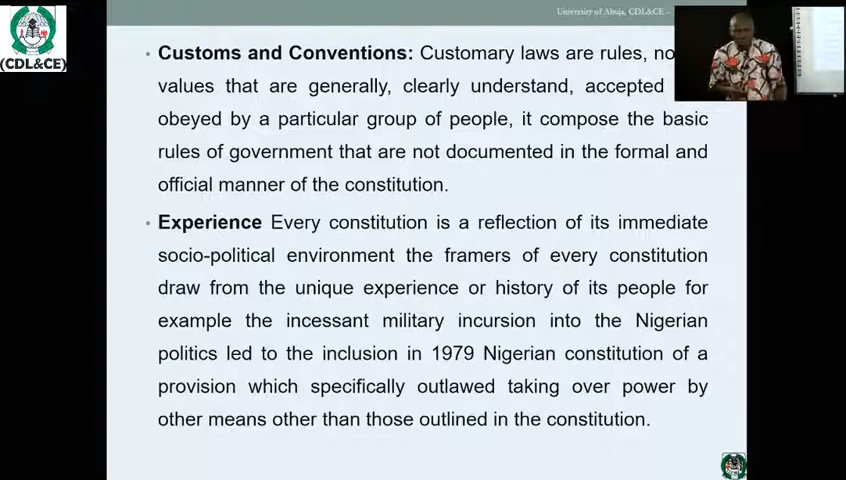 University of Abuja, CDL&CE –
(CDL&CE)
• Customs and Conventions: Customary laws are rules,
values that are generally, clearly understand, accepted
obeyed by a particular group of people, it compose the basic
rules of government that are not documented in the formal and
official manner of the constitution.
• Experience Every constitution is a reflection of its immediate
socio-political environment the framers of every constitution
draw from the unique experience or history of its people for
example the incessant military incursion into the Nigerian
politics led to the inclusion in 1979 Nigerian constitution of a
provision which specifically outlawed taking over power by
other means other than those outlined in the constitution.